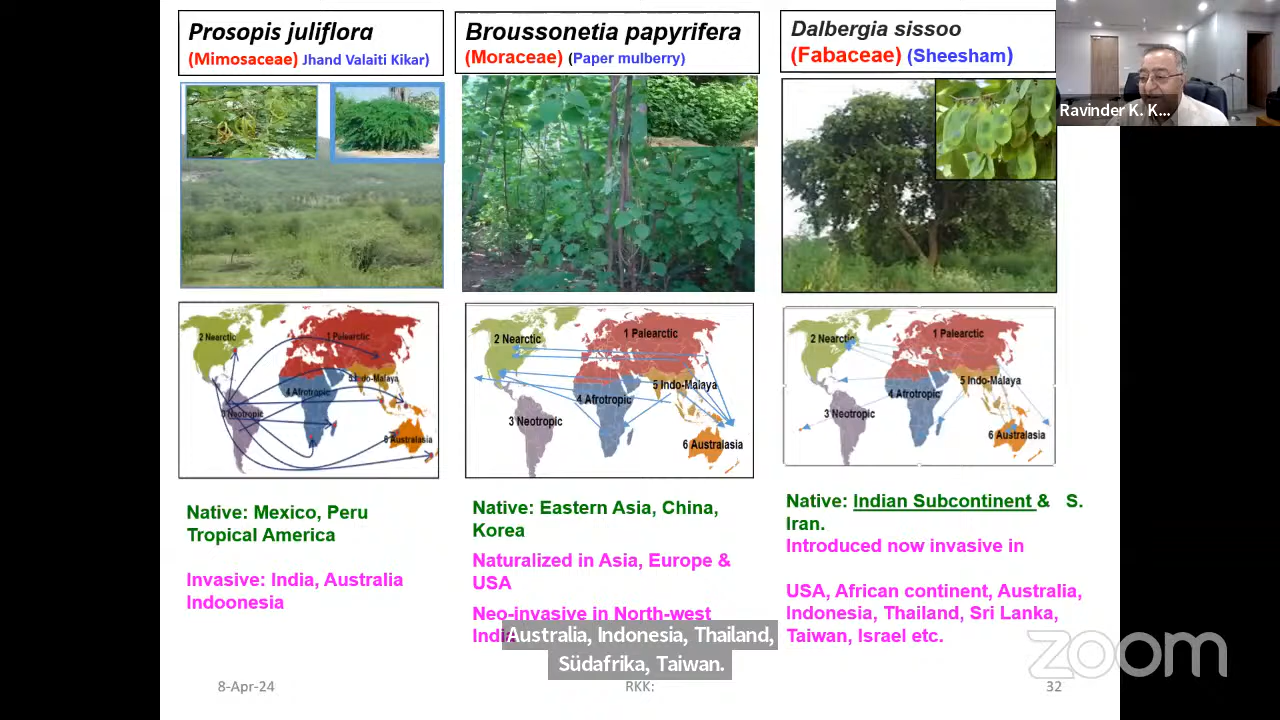 Prosopis juliflora
(Mimosaceae) Jhand Valaiti Kikar)
Broussonetia papyrifera
(Moraceae) (Paper mulberry)
Dalbergia sissoo
(Fabaceae) (Sheesham)
Ravinder K. K...
2 Nearctic
1 Palearctic
5 Indo-Malaya
4 Afrotropic
3 Neotropic
6 Australasia
2 Nearctic
1 Palearctic
5 Indo-Malaya
4 Afrotropic
3 Neotropic
6 Australasia
2 Nearctic
1 Palearctic
5 Indo-Malaya
4 Afrotropic
3 Neotropic
6 Australasia
Native: Mexico, Peru
Tropical America
Invasive: India, Australia
Indoonesia
Native: Eastern Asia, China,
Korea
Naturalized in Asia, Europe &
USA
Neo-invasive in North-west
Native: Indian Subcontinent & S.
Iran.
Introduced now invasive in
USA, African continent, Australia,
Indonesia, Thailand, Sri Lanka,
Taiwan, Israel etc.
Australia, Indonesia, Thailand,
Südafrika, Taiwan.
zoom
8-Apr-24
RKK:
32